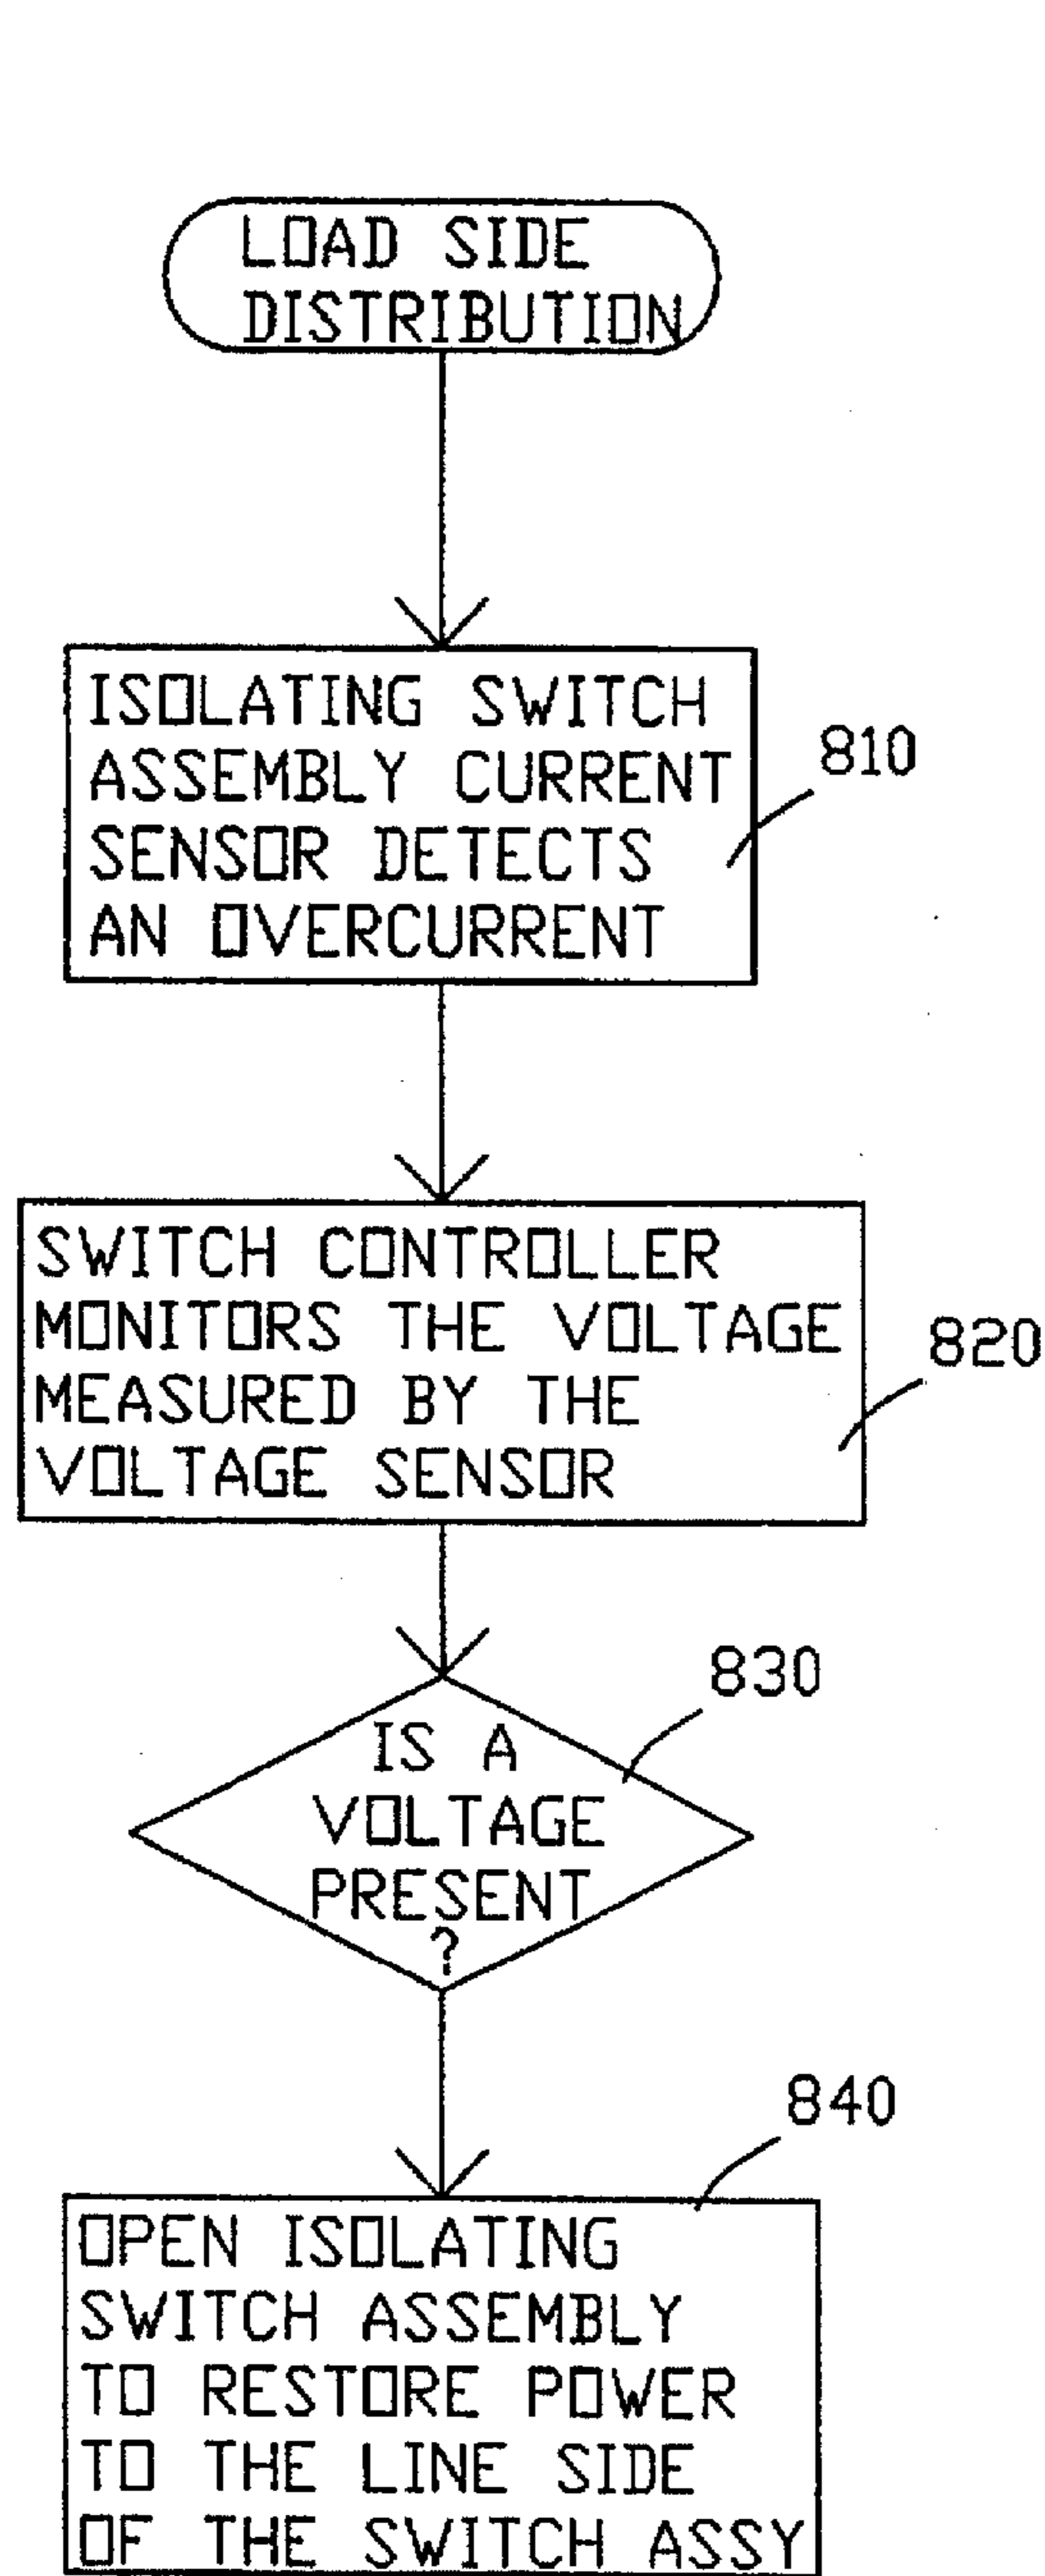 LOAD SIDE
DISTRIBUTION
ISOLATING SWITCH
ASSEMBLY CURRENT
SENSOR DETECTS
AN OVERCURRENT
810
SWITCH CONTROLLER
MONITORS THE VOLTAGE
MEASURED BY THE
VOLTAGE SENSOR
820
830
IS A
VOLTAGE
PRESENT
?
840
OPEN ISOLATING
SWITCH ASSEMBLY
TO RESTORE POWER
TO THE LINE SIDE
OF THE SWITCH ASSY